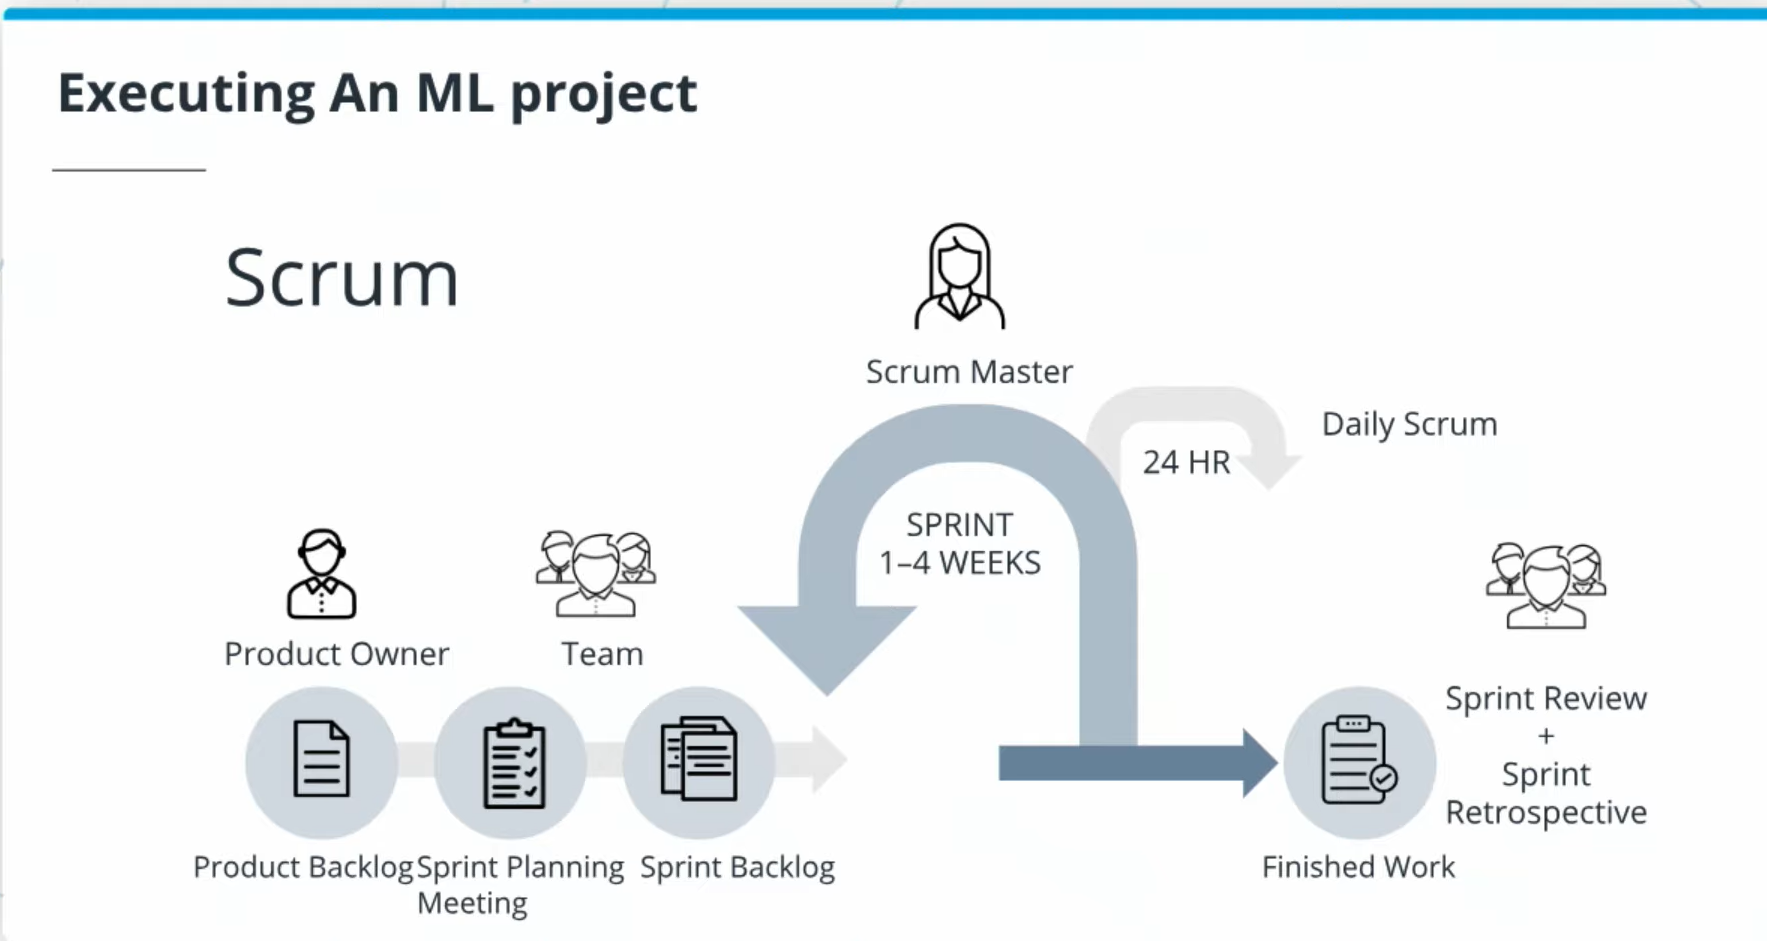 Executing An ML project
Scrum
Scrum Master
Daily Scrum
24 HR
SPRINT
1–4 WEEKS
Product Owner
Team
Sprint Review
+
Sprint
Retrospective
Product Backlog
Sprint Planning
Meeting
Sprint Backlog
Finished Work